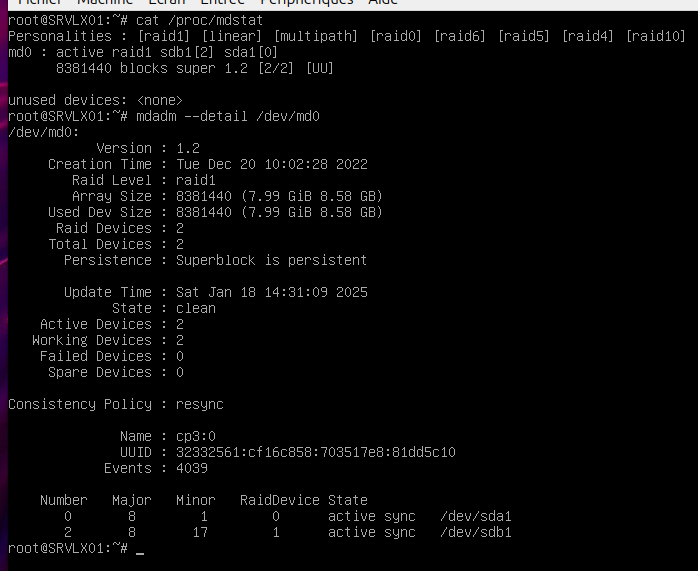 Fichier Machine Écran Entrée Périphériques Aide
root@SRVLX01:~# cat /proc/mdstat
Personalities : [raid1] [linear] [multipath] [raid0] [raid6] [raid5] [raid4] [raid10]
md0 : active raid1 sdb1[2] sda1[0]
      8381440 blocks super 1.2 [2/2] [UU]

unused devices: <none>
root@SRVLX01:~# mdadm --detail /dev/md0
/dev/md0:
           Version : 1.2
     Creation Time : Tue Dec 20 10:02:28 2022
        Raid Level : raid1
        Array Size : 8381440 (7.99 GiB 8.58 GB)
     Used Dev Size : 8381440 (7.99 GiB 8.58 GB)
      Raid Devices : 2
     Total Devices : 2
       Persistence : Superblock is persistent

       Update Time : Sat Jan 18 14:31:09 2025
             State : clean
    Active Devices : 2
   Working Devices : 2
    Failed Devices : 0
     Spare Devices : 0

Consistency Policy : resync

              Name : cp3:0
              UUID : 32332561:cf16c858:703517e8:81dd5c10
            Events : 4039

    Number   Major   Minor   RaidDevice State
       0       8        1        0      active sync   /dev/sda1
       2       8       17        1      active sync   /dev/sdb1
root@SRVLX01:~# _